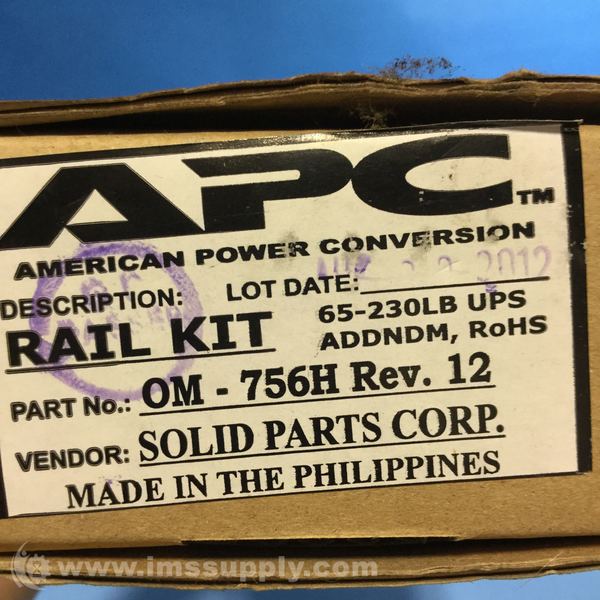 APC™
AMERICAN POWER CONVERSION
DESCRIPTION: LOT DATE: 2012
RAIL KIT 65-230LB UPS
ADDNDM, RoHS
PART No.: OM - 756H Rev. 12
VENDOR: SOLID PARTS CORP.
MADE IN THE PHILIPPINES
www.imssupply.com